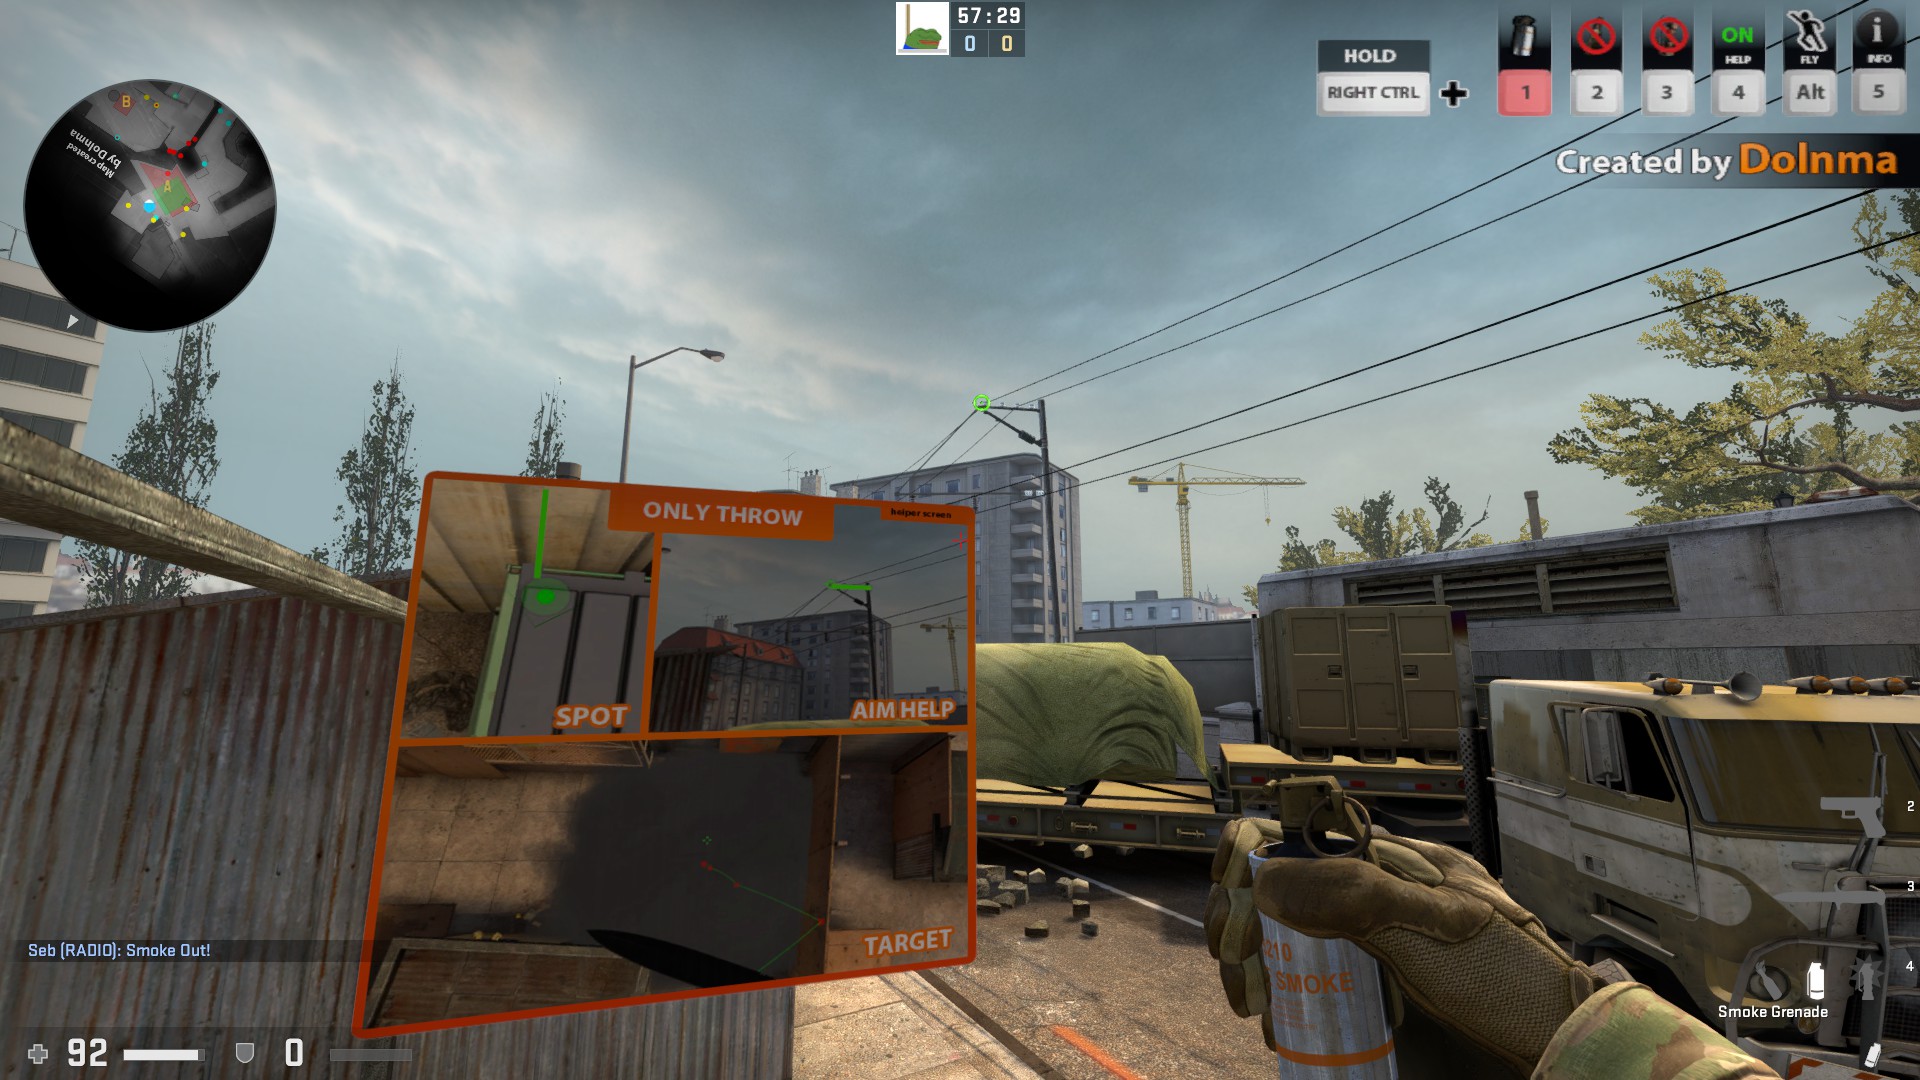 57:29
0 0
HOLD
RIGHT CTRL
1 2 3 4 Alt 5
ON
HELP
FLY
INFO
Created by Dolnma
B
Map created
by Dolnma
A
ONLY THROW
helper screen
SPOT
AIM HELP
TARGET
Seb (RADIO): Smoke Out!
92
0
SMOKE
2
3
4
Smoke Grenade